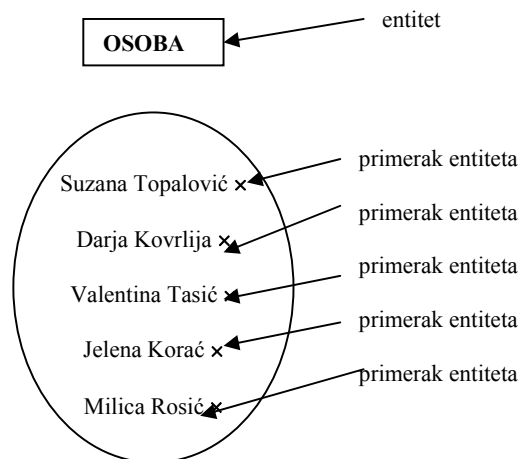 entitet
OSOBA
Suzana Topalović
primerak entiteta
Darja Kovrlija
primerak entiteta
Valentina Tasić
primerak entiteta
Jelena Korać
primerak entiteta
Milica Rosić
primerak entiteta